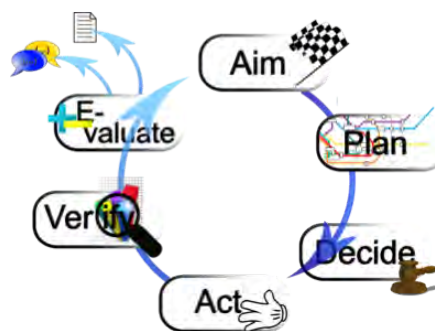 Aim
Plan
Decide
Act
Verify
E-
valuate